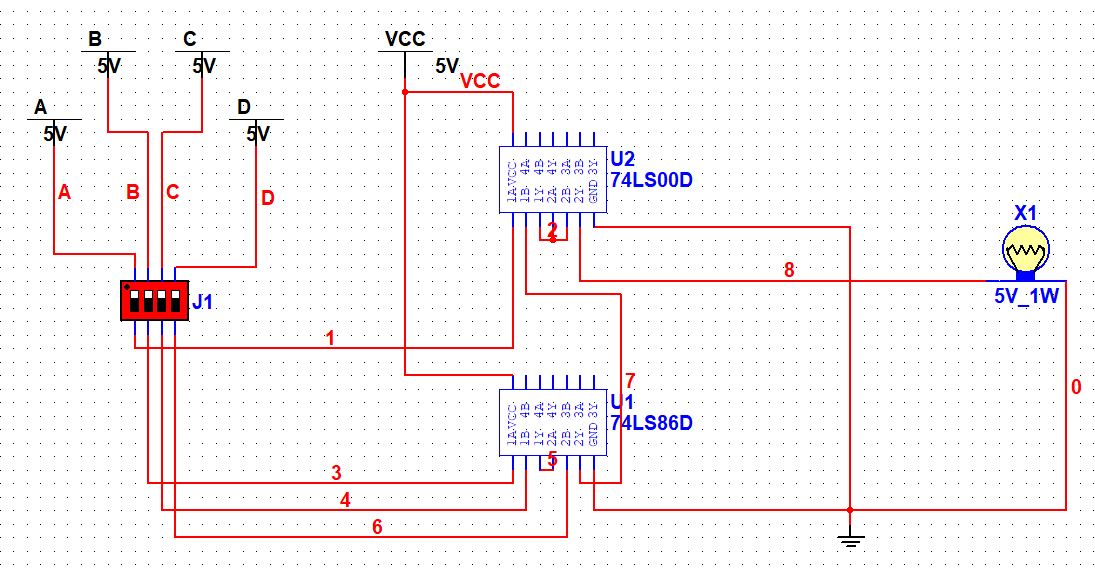 B
C
VCC
5V
5V
5V
VCC
A
D
5V
5V
A
B
C
D
U2
74LS00D
VCC 4A 4B 4Y 3A 3B 3Y
1A 1B 1Y 2A 2B 2Y GND
2
X1
8
5V_1W
J1
1
7
0
U1
74LS86D
VCC 4B 4A 4Y 3B 3A 3Y
1A 1B 1Y 2A 2B 2Y GND
5
3
4
6